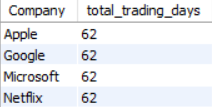 Company total_trading_days
Apple 62
Google 62
Microsoft 62
Netflix 62